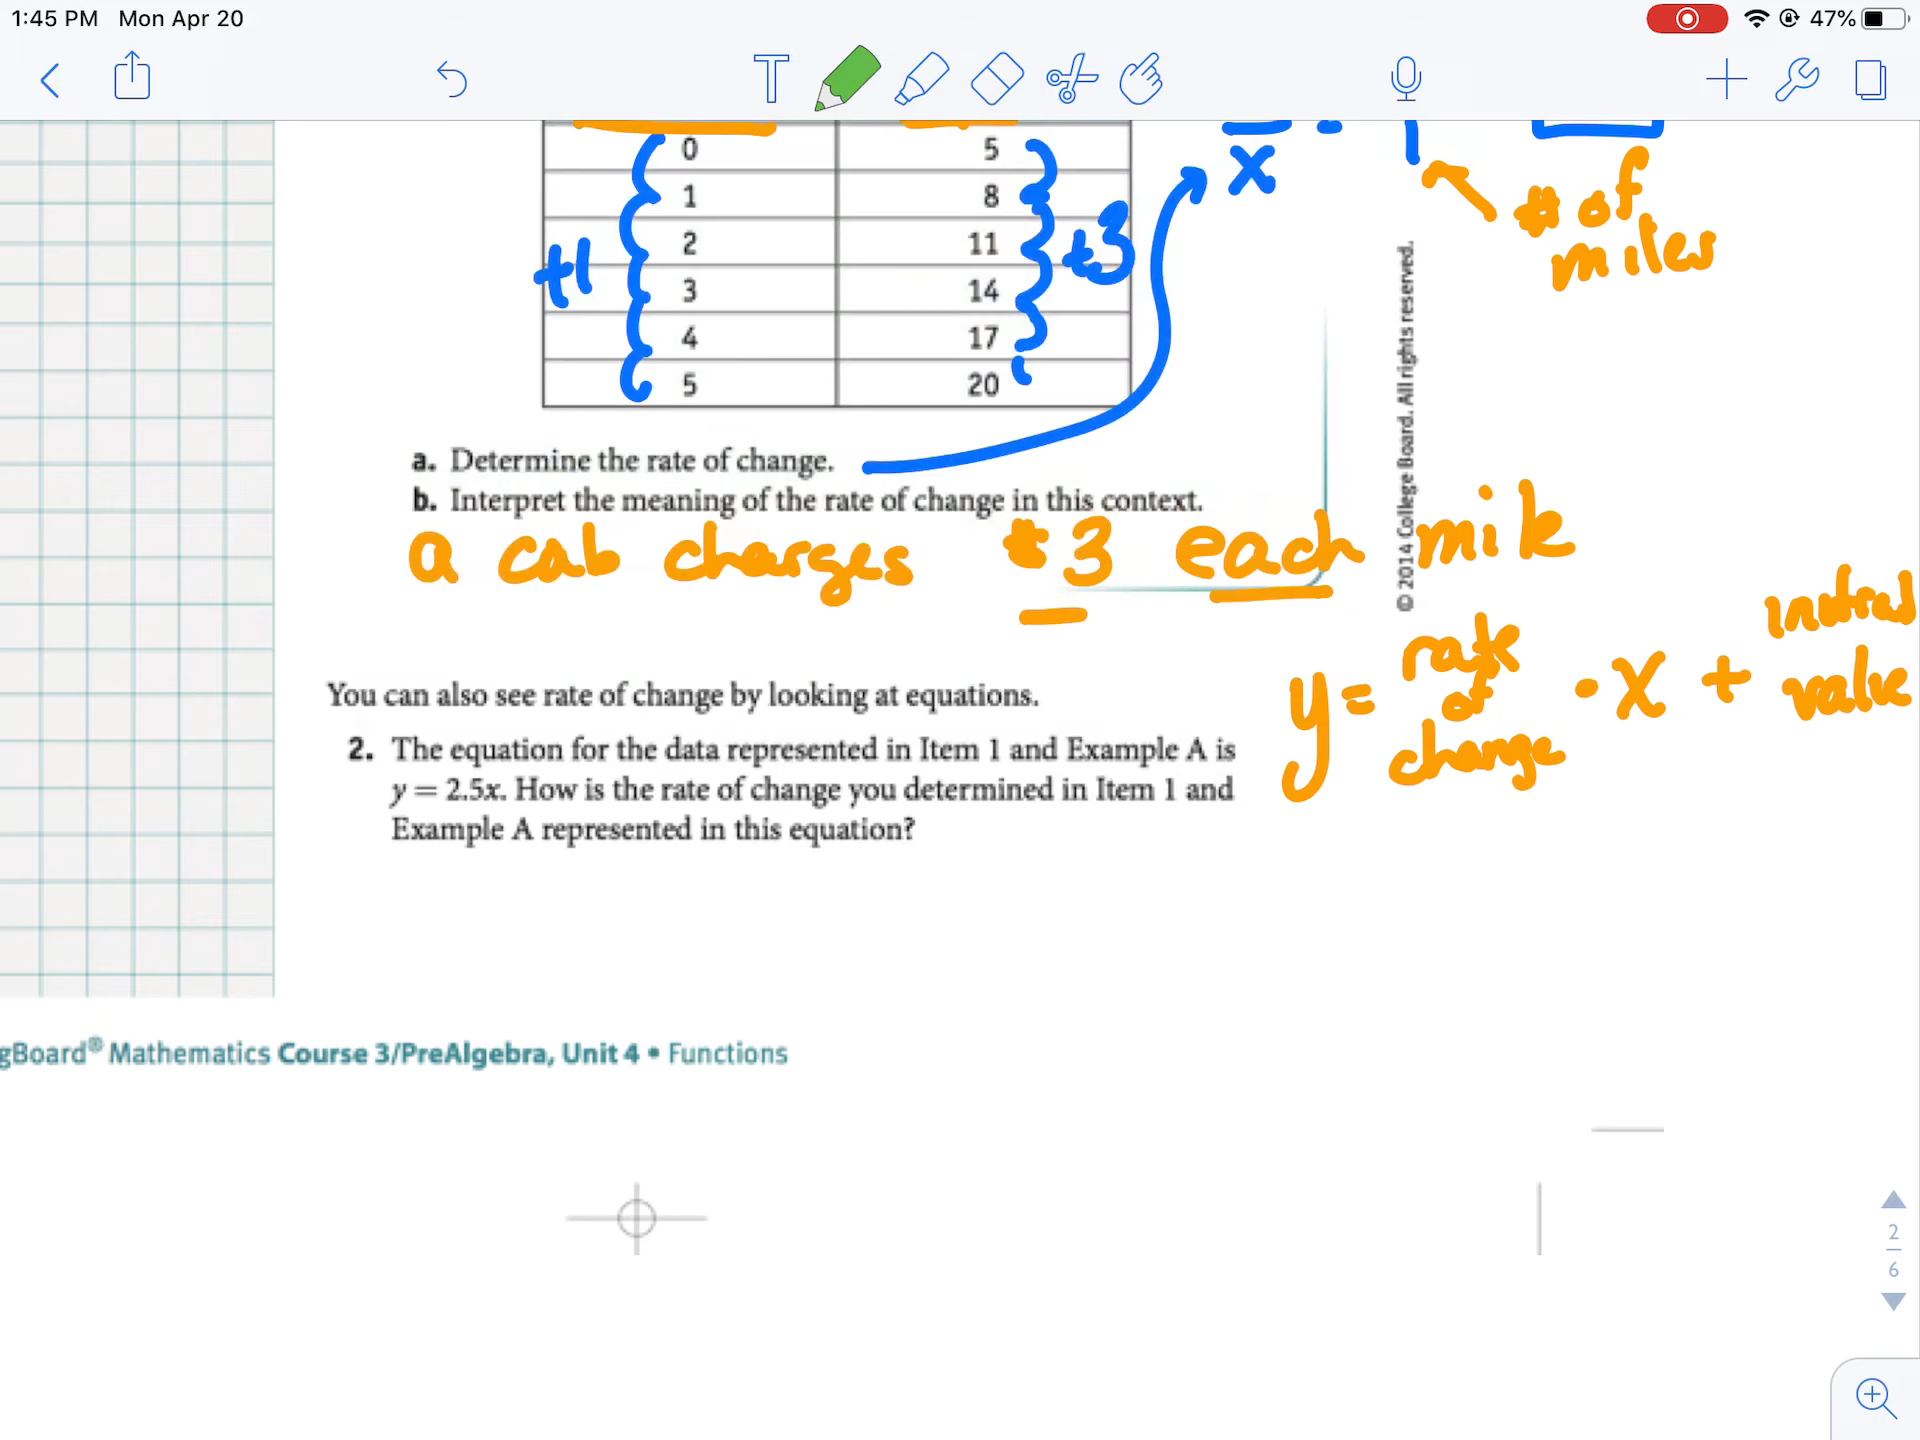 1:45 PM Mon Apr 20
47%
T
0 5
1 8
2 11
3 14
4 17
5 20
+1
+3
x
1
# of
miles
© 2014 College Board. All rights reserved.
a. Determine the rate of change.
b. Interpret the meaning of the rate of change in this context.
a cab charges $3 each mile
You can also see rate of change by looking at equations.
y = rate of change · x + initial value
2. The equation for the data represented in Item 1 and Example A is
y = 2.5x. How is the rate of change you determined in Item 1 and
Example A represented in this equation?
gBoard® Mathematics Course 3/PreAlgebra, Unit 4 • Functions
2
6